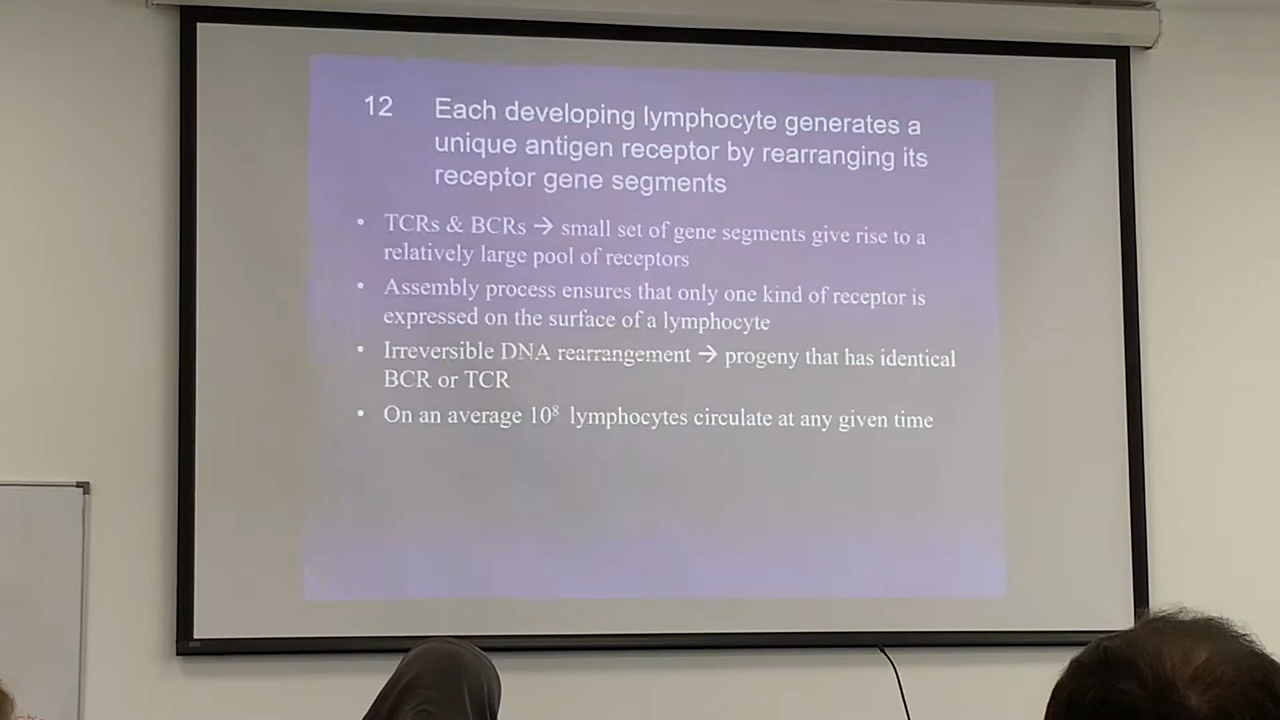 12 Each developing lymphocyte generates a
unique antigen receptor by rearranging its
receptor gene segments
• TCRs & BCRs → small set of gene segments give rise to a
relatively large pool of receptors
• Assembly process ensures that only one kind of receptor is
expressed on the surface of a lymphocyte
• Irreversible DNA rearrangement → progeny that has identical
BCR or TCR
• On an average 10⁸ lymphocytes circulate at any given time